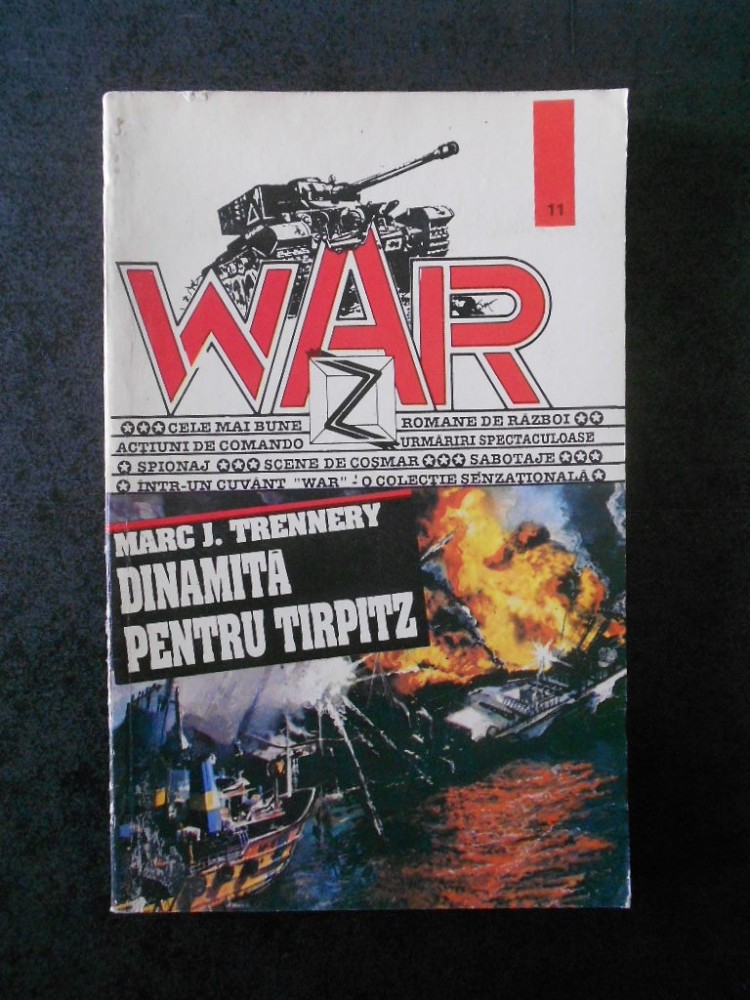 11
WAR
Z
✪✪✪ CELE MAI BUNE ROMANE DE RĂZBOI ✪✪
ACȚIUNI DE COMANDO URMĂRIRI SPECTACULOASE
✪ SPIONAJ ✪✪✪ SCENE DE COȘMAR ✪✪✪ SABOTAJE ✪✪✪
✪ ÎNTR-UN CUVÂNT "WAR" - O COLECȚIE SENZAȚIONALĂ ✪
MARC J. TRENNERY
DINAMITĂ
PENTRU TIRPITZ